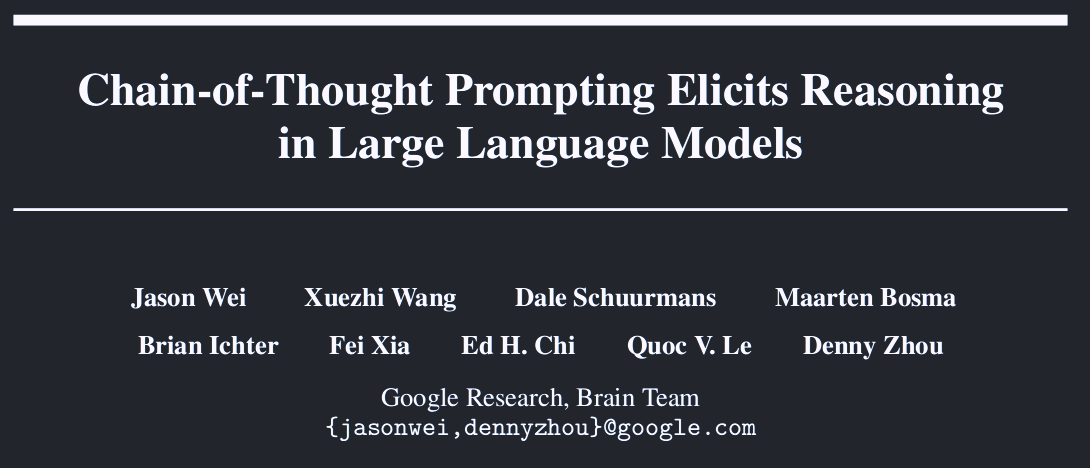 Chain-of-Thought Prompting Elicits Reasoning
in Large Language Models
Jason Wei Xuezhi Wang Dale Schuurmans Maarten Bosma
Brian Ichter Fei Xia Ed H. Chi Quoc V. Le Denny Zhou
Google Research, Brain Team
{jasonwei,dennyzhou}@google.com